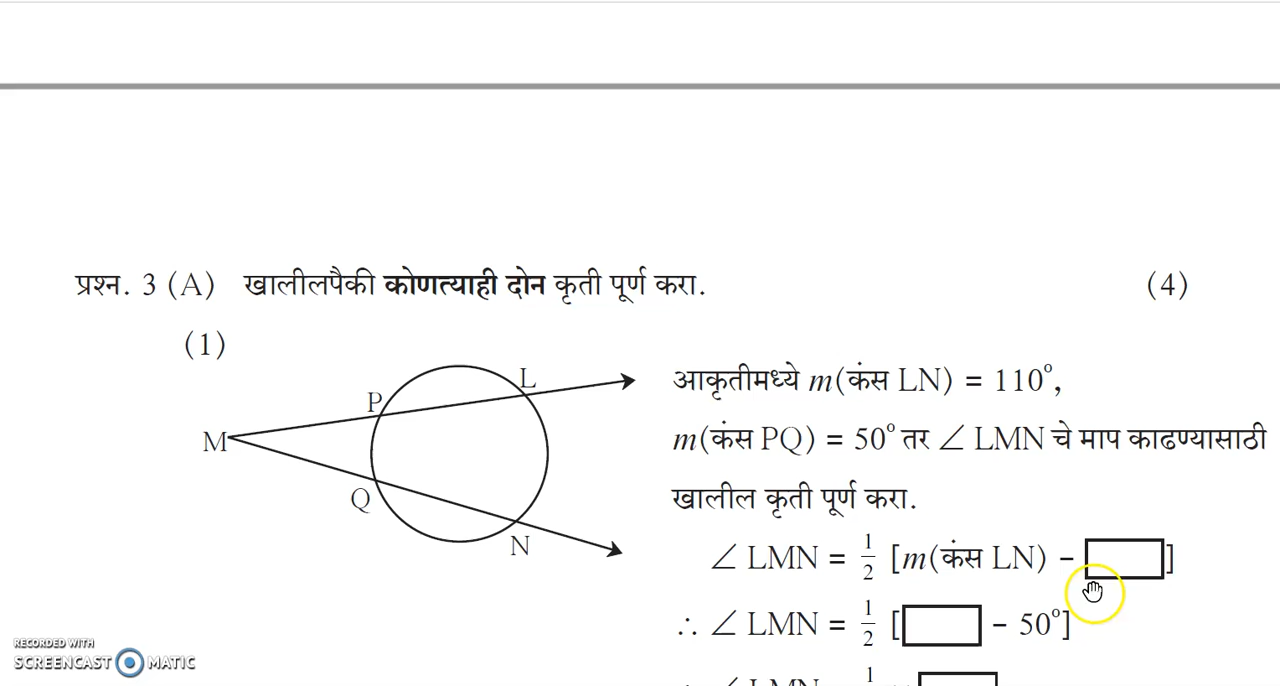 प्रश्न. 3 (A) खालीलपैकी कोणत्याही दोन कृती पूर्ण करा. (4)
(1)
L
P
M
Q
N
आकृतीमध्ये m(कंस LN) = 110°,
m(कंस PQ) = 50° तर ∠ LMN चे माप काढण्यासाठी
खालील कृती पूर्ण करा.
∠ LMN = 1/2 [m(कंस LN) − ]
∴ ∠ LMN = 1/2 [ − 50°]
RECORDED WITH
SCREENCAST MATIC